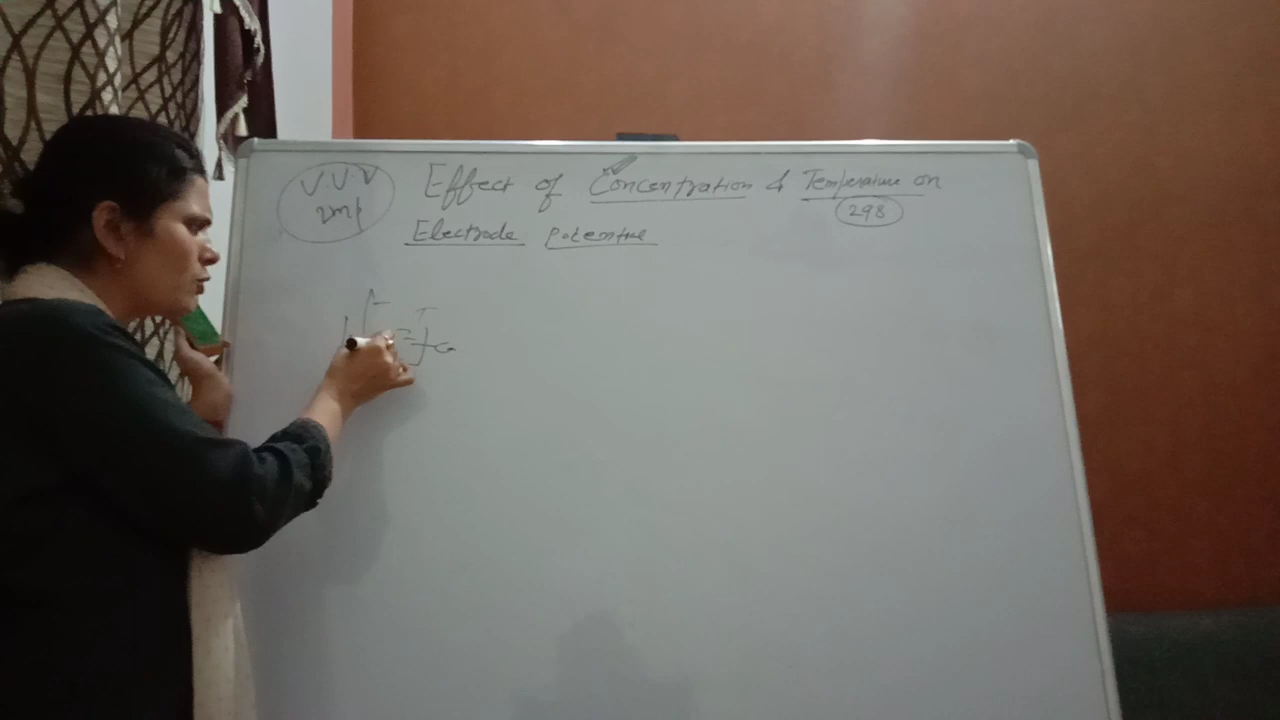 V.V.V Effect of Concentration & Temperature on
imp Electrode Potential 298